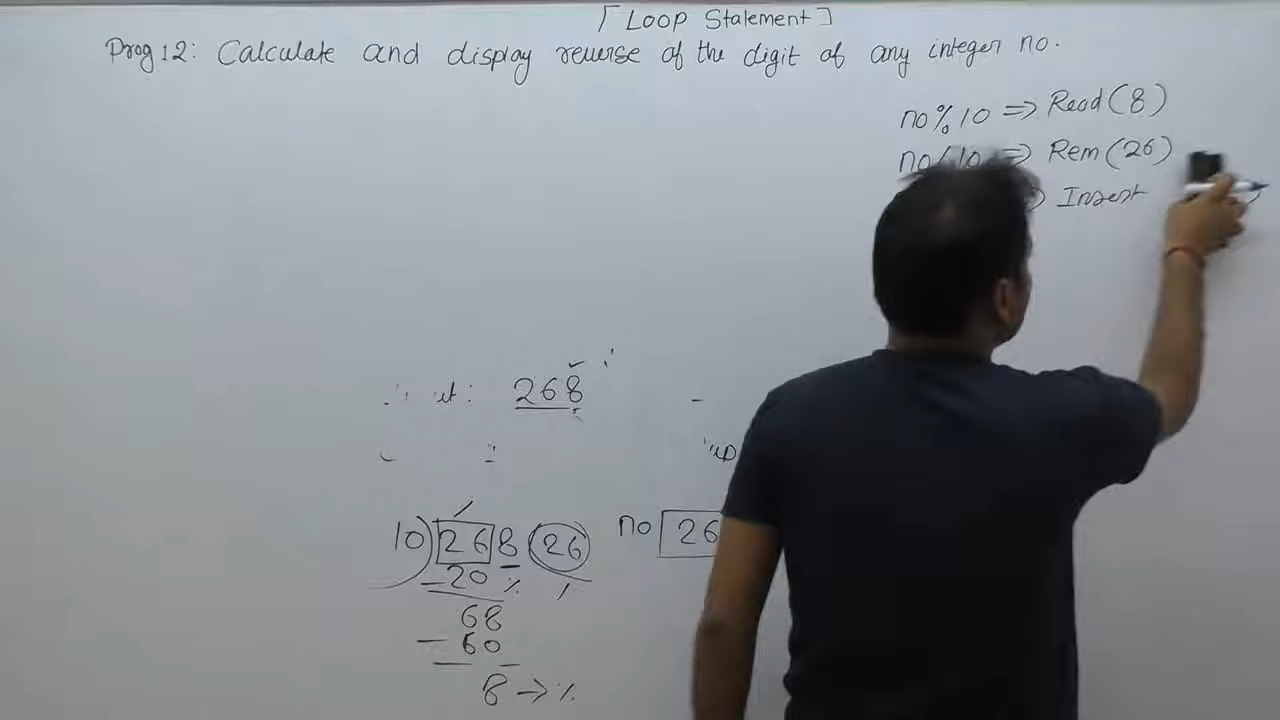 [Loop Statement]
Prog 12: Calculate and display reverse of the digit of any integer no.
no%10 => Read(8)
no/10 => Rem(26)
Insert
268
10)268(26
-20 %
68
-60
8 -> %
no 26